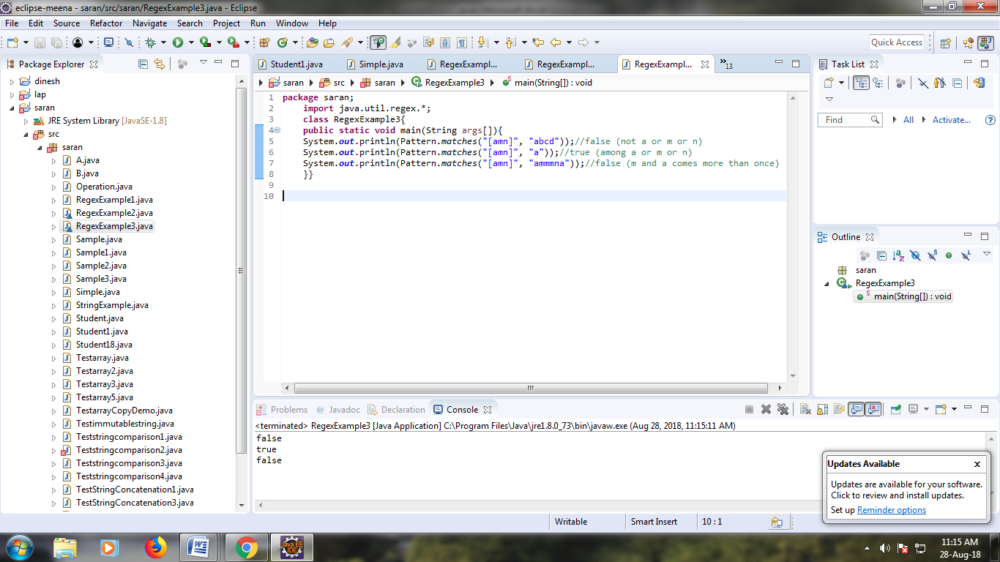 eclipse-meena - saran/src/saran/RegexExample3.java - Eclipse
File Edit Source Refactor Navigate Search Project Run Window Help
Quick Access
Package Explorer
dinesh
lap
saran
JRE System Library [JavaSE-1.8]
src
saran
A.java
B.java
Operation.java
RegexExample1.java
RegexExample2.java
RegexExample3.java
Sample.java
Sample1.java
Sample2.java
Sample3.java
Simple.java
StringExample.java
Student.java
Student1.java
Student18.java
Testarray.java
Testarray2.java
Testarray3.java
Testarray5.java
TestarrayCopyDemo.java
Testimmutablestring.java
Teststringcomparison1.java
Teststringcomparison2.java
Teststringcomparison3.java
Teststringcomparison4.java
TestStringConcatenation1.java
TestStringConcatenation3.java
Student1.java Simple.java RegexExampl... RegexExampl... RegexExampl... »13
saran src saran RegexExample3 main(String[]) : void
1 package saran;
2 import java.util.regex.*;
3 class RegexExample3{
4 public static void main(String args[]){
5 System.out.println(Pattern.matches("[amn]", "abcd"));//false (not a or m or n)
6 System.out.println(Pattern.matches("[amn]", "a"));//true (among a or m or n)
7 System.out.println(Pattern.matches("[amn]", "ammmna"));//false (m and a comes more than once)
8 }}
9
10
Task List
Find All Activate...
Outline
saran
RegexExample3
main(String[]) : void
Problems Javadoc Declaration Console
<terminated> RegexExample3 [Java Application] C:\Program Files\Java\jre1.8.0_73\bin\javaw.exe (Aug 28, 2018, 11:15:11 AM)
false
true
false
Updates Available
Updates are available for your software.
Click to review and install updates.
Set up Reminder options
Writable Smart Insert 10 : 1
Java EE
IDE
11:15 AM
28-Aug-18